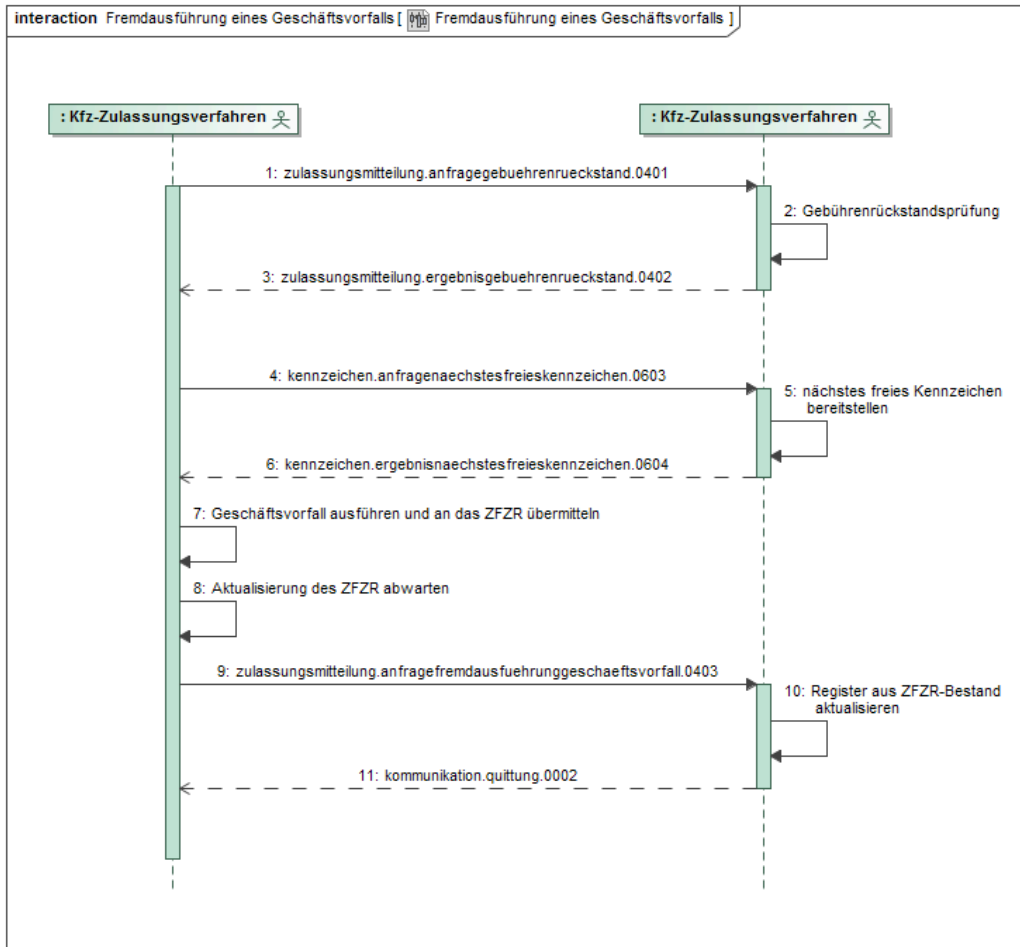 interaction Fremdausführung eines Geschäftsvorfalls [ Fremdausführung eines Geschäftsvorfalls ]
: Kfz-Zulassungsverfahren
: Kfz-Zulassungsverfahren
1: zulassungsmitteilung.anfragegebuehrenrueckstand.0401
2: Gebührenrückstandsprüfung
3: zulassungsmitteilung.ergebnisgebuehrenrueckstand.0402
4: kennzeichen.anfragenaechstesfreieskennzeichen.0603
5: nächstes freies Kennzeichen
bereitstellen
6: kennzeichen.ergebnisnaechstesfreieskennzeichen.0604
7: Geschäftsvorfall ausführen und an das ZFZR übermitteln
8: Aktualisierung des ZFZR abwarten
9: zulassungsmitteilung.anfragefremdausfuehrunggeschaeftsvorfall.0403
10: Register aus ZFZR-Bestand
aktualisieren
11: kommunikation.quittung.0002